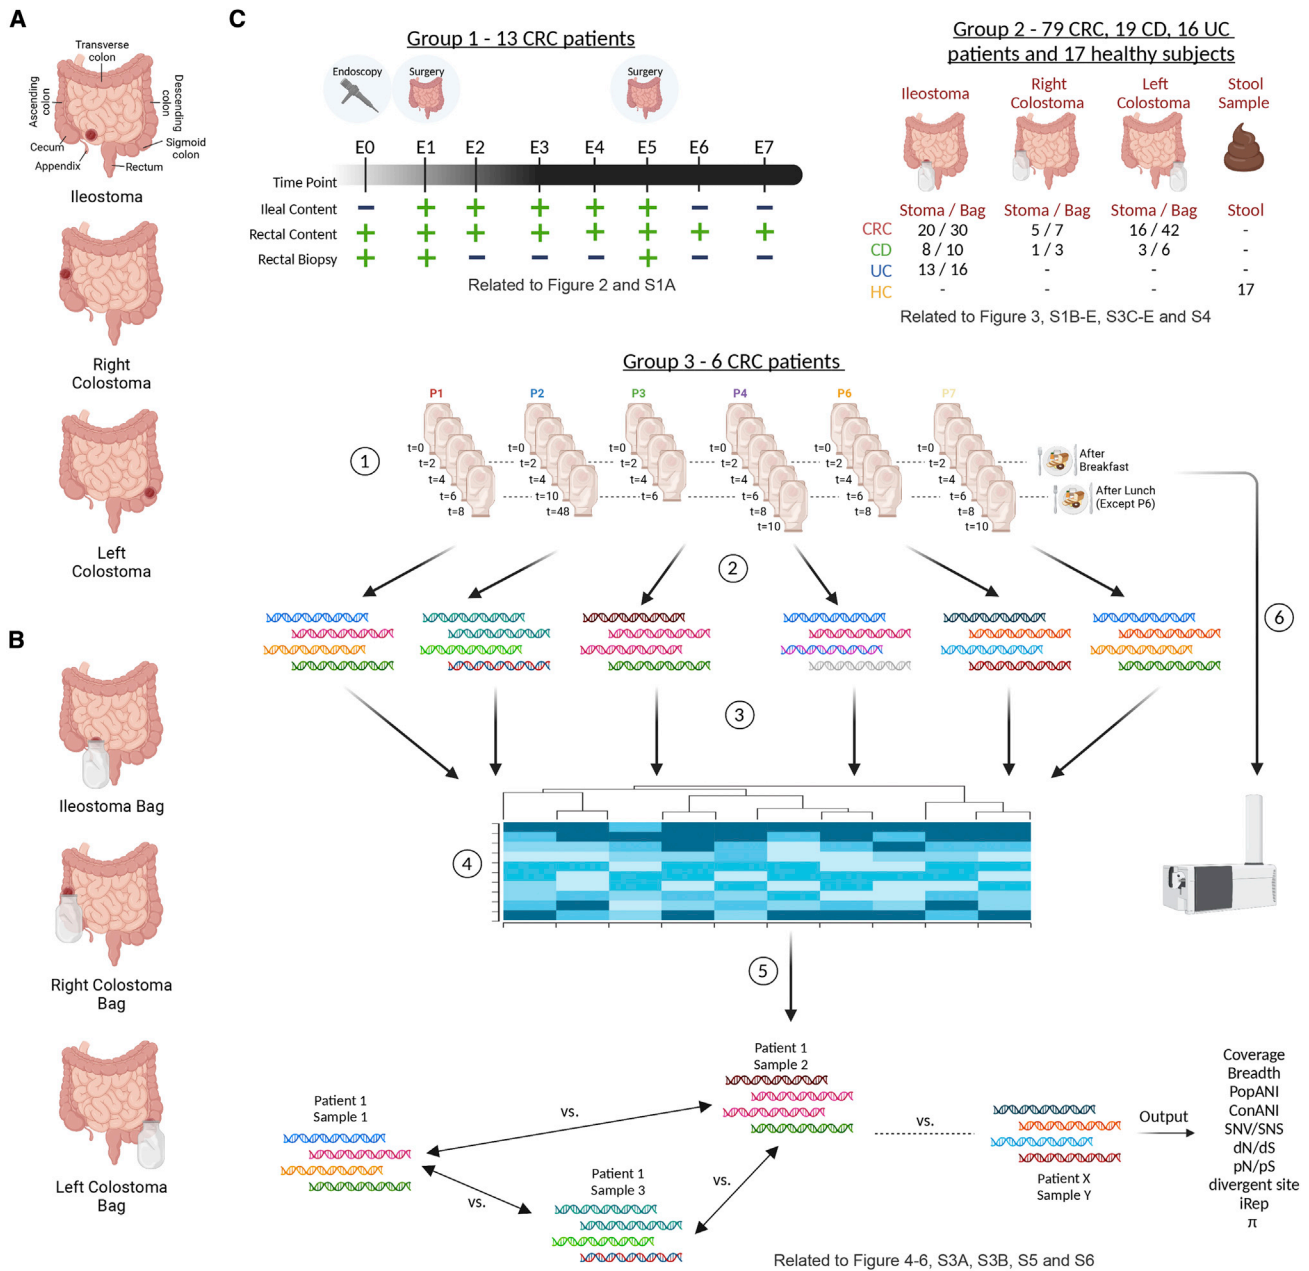 A
Transverse
colon
Ascending
colon
Descending
colon
Cecum
Appendix
Sigmoid
colon
Rectum
Ileostoma
Right
Colostoma
Left
Colostoma
B
Ileostoma Bag
Right Colostoma
Bag
Left Colostoma
Bag
C
Group 1 - 13 CRC patients
Endoscopy
Surgery
Surgery
E0 E1 E2 E3 E4 E5 E6 E7
Time Point
Ileal Content − + + + + + − −
Rectal Content + + + + + + + +
Rectal Biopsy + + − − − + − −
Related to Figure 2 and S1A
Group 2 - 79 CRC, 19 CD, 16 UC
patients and 17 healthy subjects
Ileostoma
Right
Colostoma
Left
Colostoma
Stool
Sample
Stoma / Bag Stoma / Bag Stoma / Bag Stool
CRC 20 / 30 5 / 7 16 / 42 -
CD 8 / 10 1 / 3 3 / 6 -
UC 13 / 16 - - -
HC - - - 17
Related to Figure 3, S1B-E, S3C-E and S4
Group 3 - 6 CRC patients
P1 P2 P3 P4 P6 P7
1
t=0 t=0 t=0 t=0 t=0 t=0
t=2 t=2 t=2 t=2 t=2 t=2
t=4 t=4 t=4 t=4 t=4 t=4
t=6 t=10 t=6 t=6 t=6 t=6
t=8 t=48 t=8 t=8 t=8
t=10 t=10
After
Breakfast
After Lunch
(Except P6)
2
6
3
4
5
Patient 1
Sample 1
vs.
Patient 1
Sample 2
vs.
Patient 1
Sample 3
vs.
vs.
Patient X
Sample Y
Output
Coverage
Breadth
PopANI
ConANI
SNV/SNS
dN/dS
pN/pS
divergent site
iRep
π
Related to Figure 4-6, S3A, S3B, S5 and S6